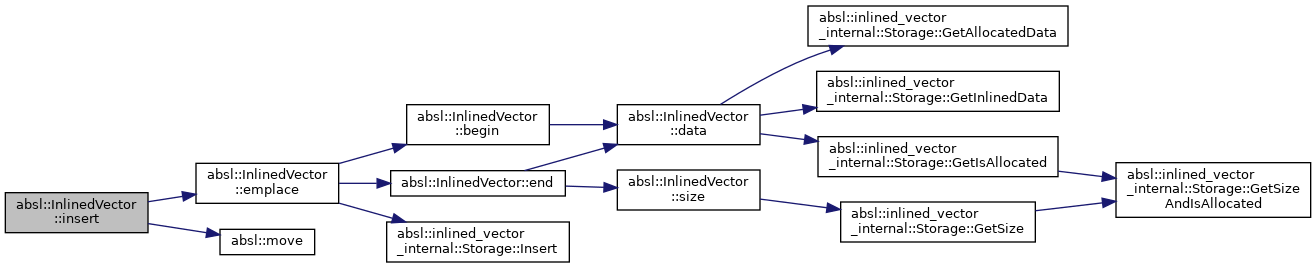 absl::InlinedVector
::insert
absl::InlinedVector
::emplace
absl::move
absl::InlinedVector
::begin
absl::InlinedVector::end
absl::inlined_vector
_internal::Storage::Insert
absl::InlinedVector
::data
absl::InlinedVector
::size
absl::inlined_vector
_internal::Storage::GetAllocatedData
absl::inlined_vector
_internal::Storage::GetInlinedData
absl::inlined_vector
_internal::Storage::GetIsAllocated
absl::inlined_vector
_internal::Storage::GetSize
absl::inlined_vector
_internal::Storage::GetSize
AndIsAllocated